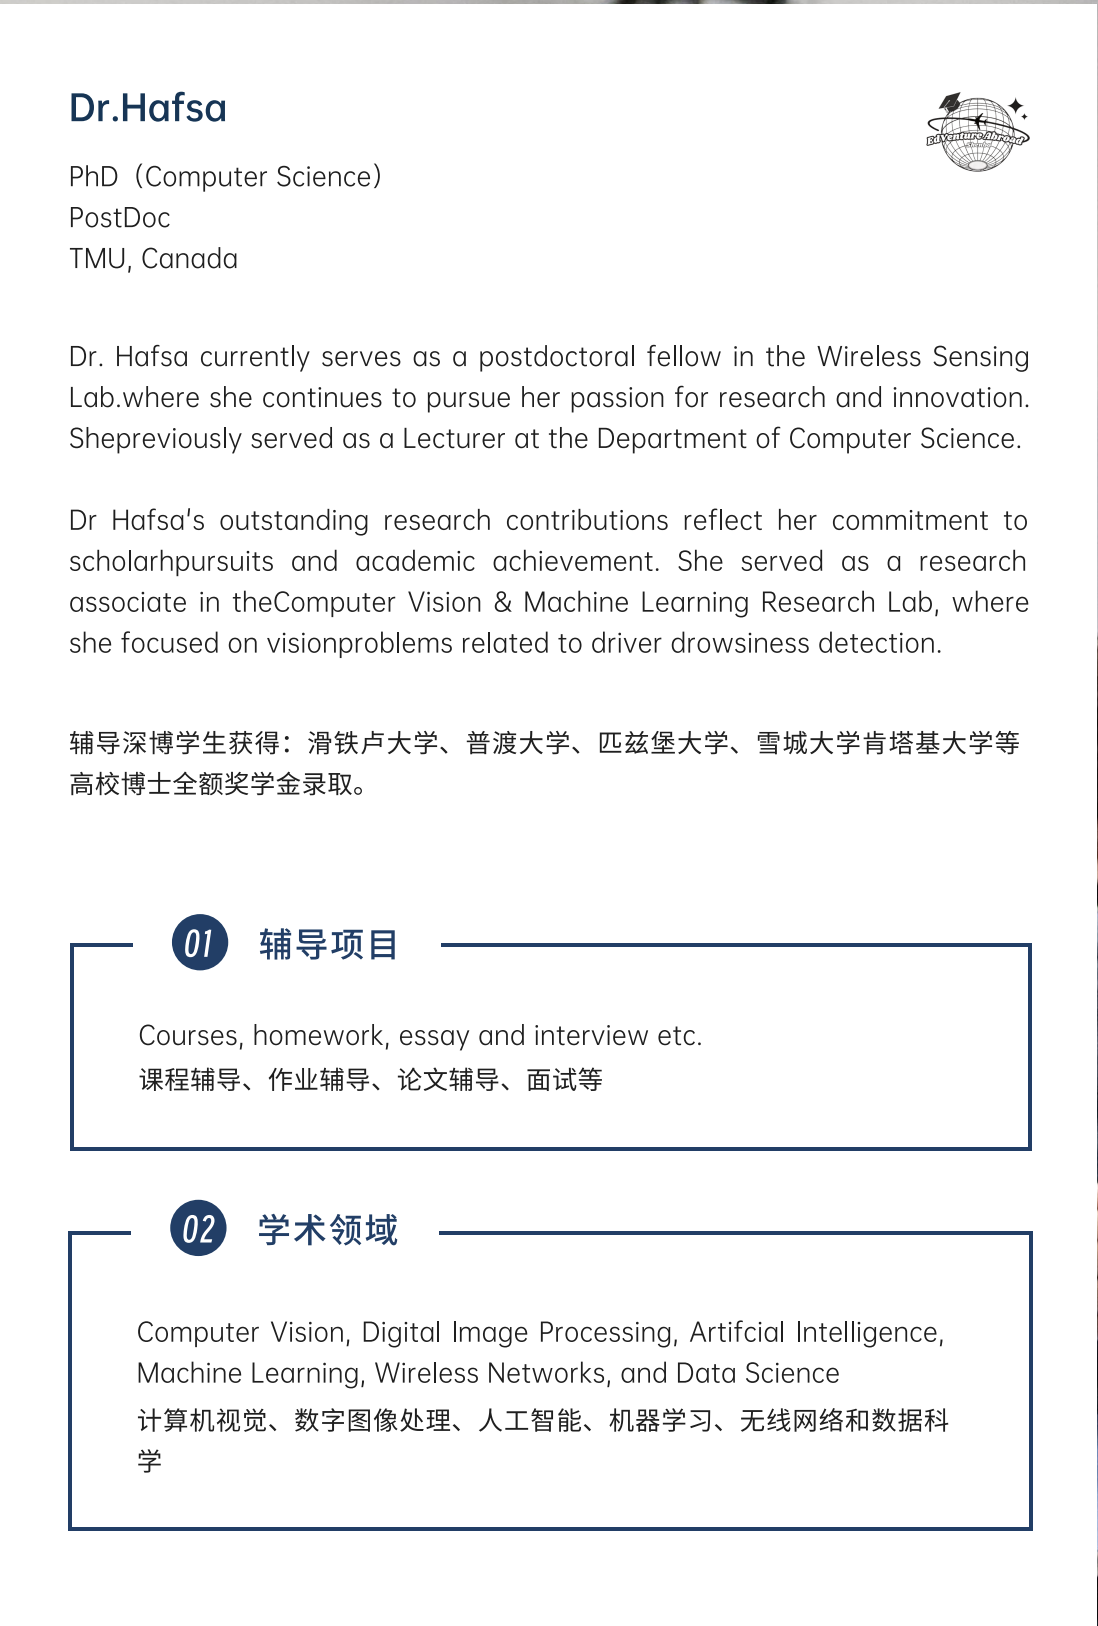 Dr.Hafsa
EdVenture Abroad
PhD（Computer Science）
PostDoc
TMU, Canada
Dr. Hafsa currently serves as a postdoctoral fellow in the Wireless Sensing
Lab.where she continues to pursue her passion for research and innovation.
Shepreviously served as a Lecturer at the Department of Computer Science.
Dr Hafsa's outstanding research contributions reflect her commitment to
scholarhpursuits and academic achievement. She served as a research
associate in theComputer Vision & Machine Learning Research Lab, where
she focused on visionproblems related to driver drowsiness detection.
辅导深博学生获得：滑铁卢大学、普渡大学、匹兹堡大学、雪城大学肯塔基大学等
高校博士全额奖学金录取。
01 辅导项目
Courses, homework, essay and interview etc.
课程辅导、作业辅导、论文辅导、面试等
02 学术领域
Computer Vision, Digital Image Processing, Artifcial Intelligence,
Machine Learning, Wireless Networks, and Data Science
计算机视觉、数字图像处理、人工智能、机器学习、无线网络和数据科
学